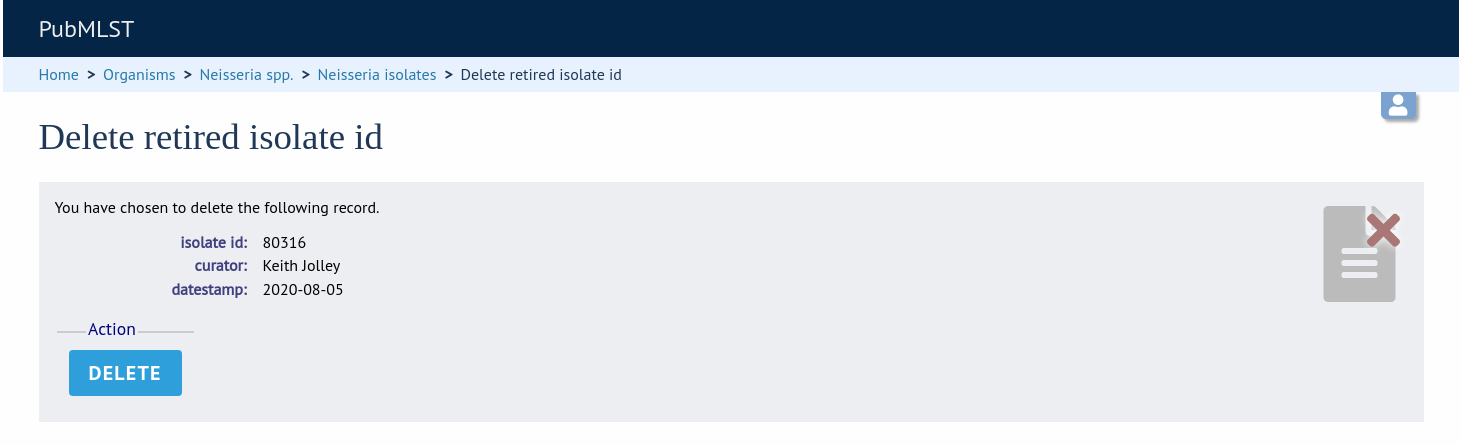 PubMLST
Home > Organisms > Neisseria spp. > Neisseria isolates > Delete retired isolate id
Delete retired isolate id
You have chosen to delete the following record.
isolate id: 80316
curator: Keith Jolley
datestamp: 2020-08-05
Action
DELETE